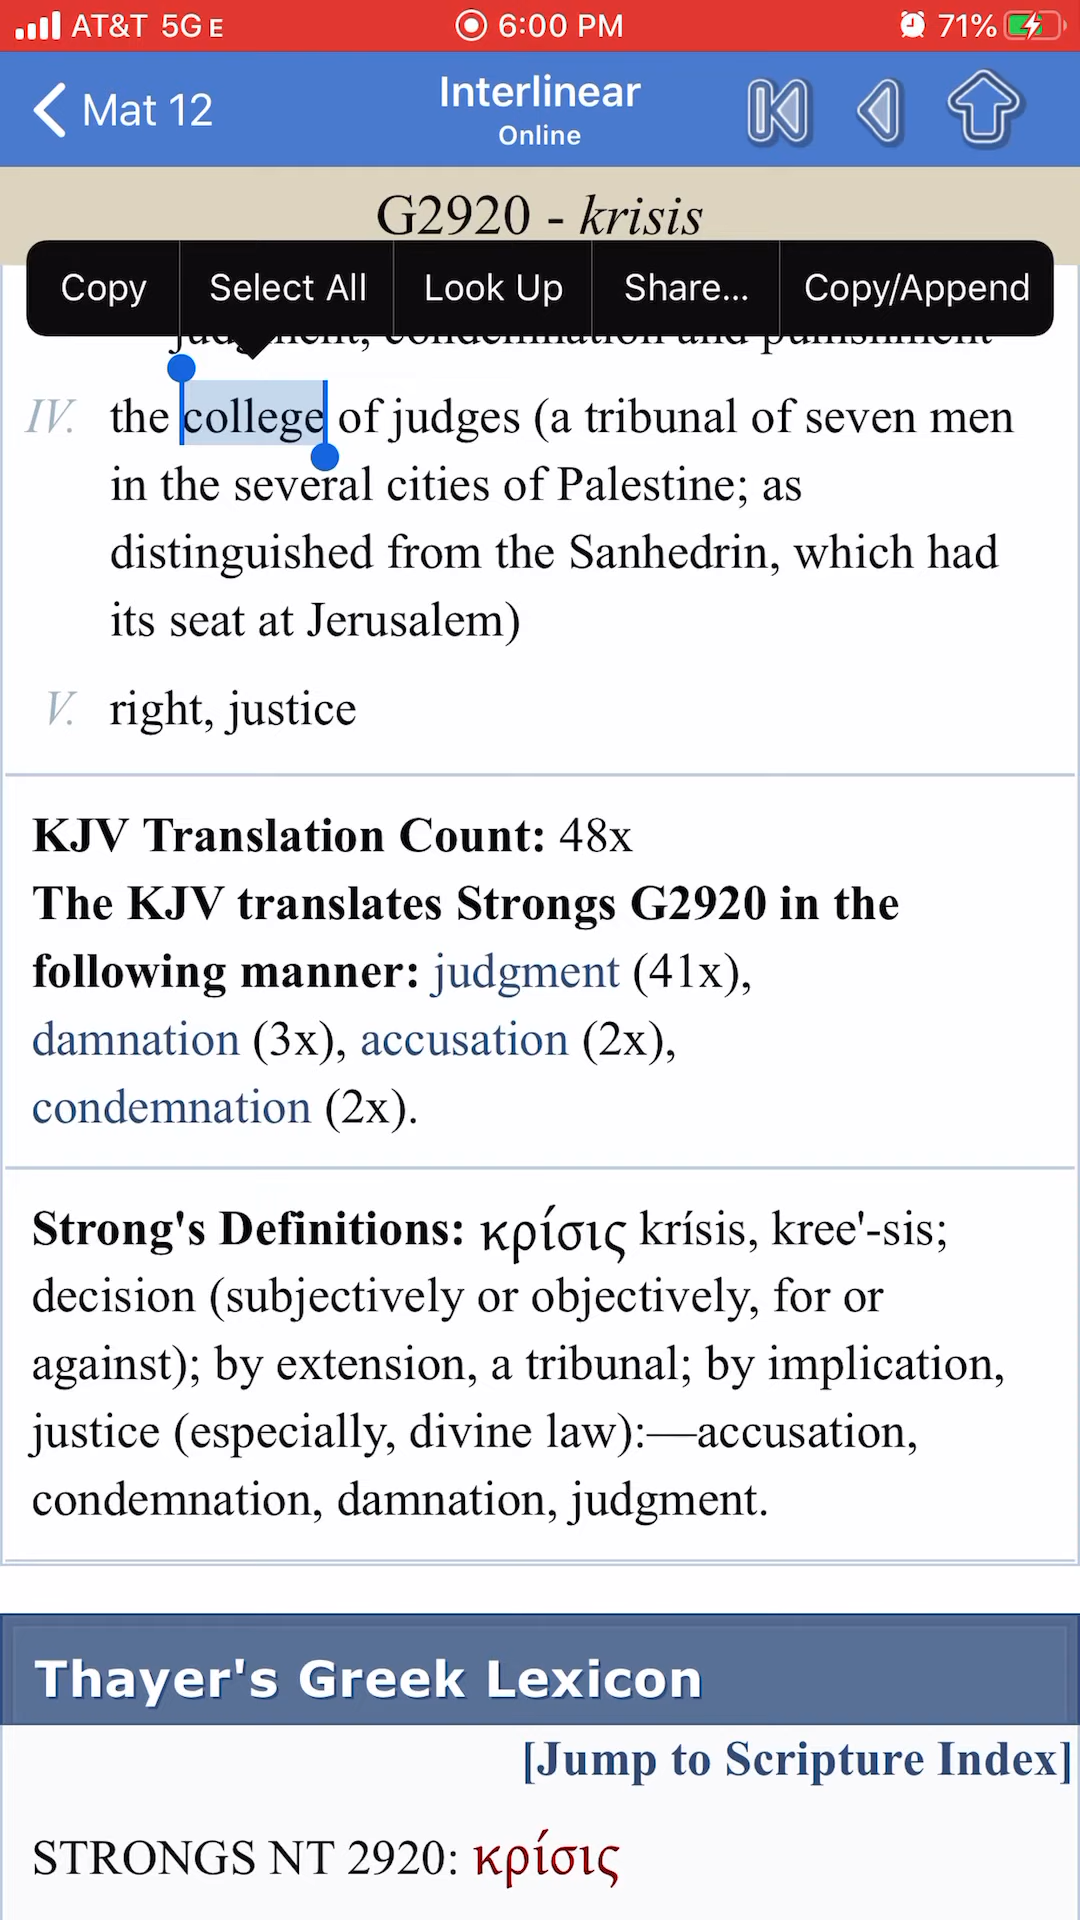 AT&T 5GE 6:00 PM 71%
Mat 12 Interlinear
Online
G2920 - krisis
Copy Select All Look Up Share... Copy/Append
judgment, condemnation and punishment
IV. the college of judges (a tribunal of seven men
in the several cities of Palestine; as
distinguished from the Sanhedrin, which had
its seat at Jerusalem)
V. right, justice
KJV Translation Count: 48x
The KJV translates Strongs G2920 in the
following manner: judgment (41x),
damnation (3x), accusation (2x),
condemnation (2x).
Strong's Definitions: κρίσις krísis, kree'-sis;
decision (subjectively or objectively, for or
against); by extension, a tribunal; by implication,
justice (especially, divine law):—accusation,
condemnation, damnation, judgment.
Thayer's Greek Lexicon
[Jump to Scripture Index]
STRONGS NT 2920: κρίσις